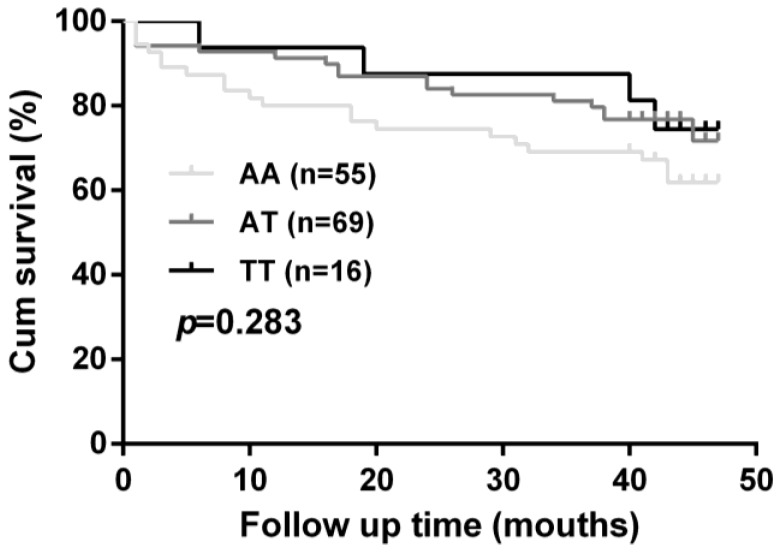 Cum survival (%)
100
80
60
40
20
0
AA (n=55)
AT (n=69)
TT (n=16)
p=0.283
0 10 20 30 40 50
Follow up time (mouths)